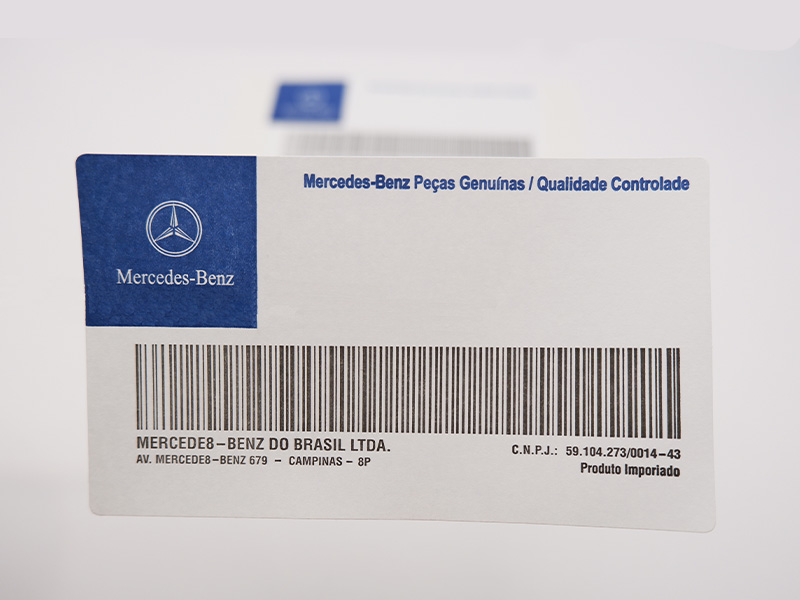 Mercedes-Benz Peças Genuínas / Qualidade Controlade
Mercedes-Benz
MERCEDE8-BENZ DO BRASIL LTDA.
AV. MERCEDE8-BENZ 679 - CAMPINAS - 8P
C.N.P.J.: 59.104.273/0014-43
Produto Imporiado